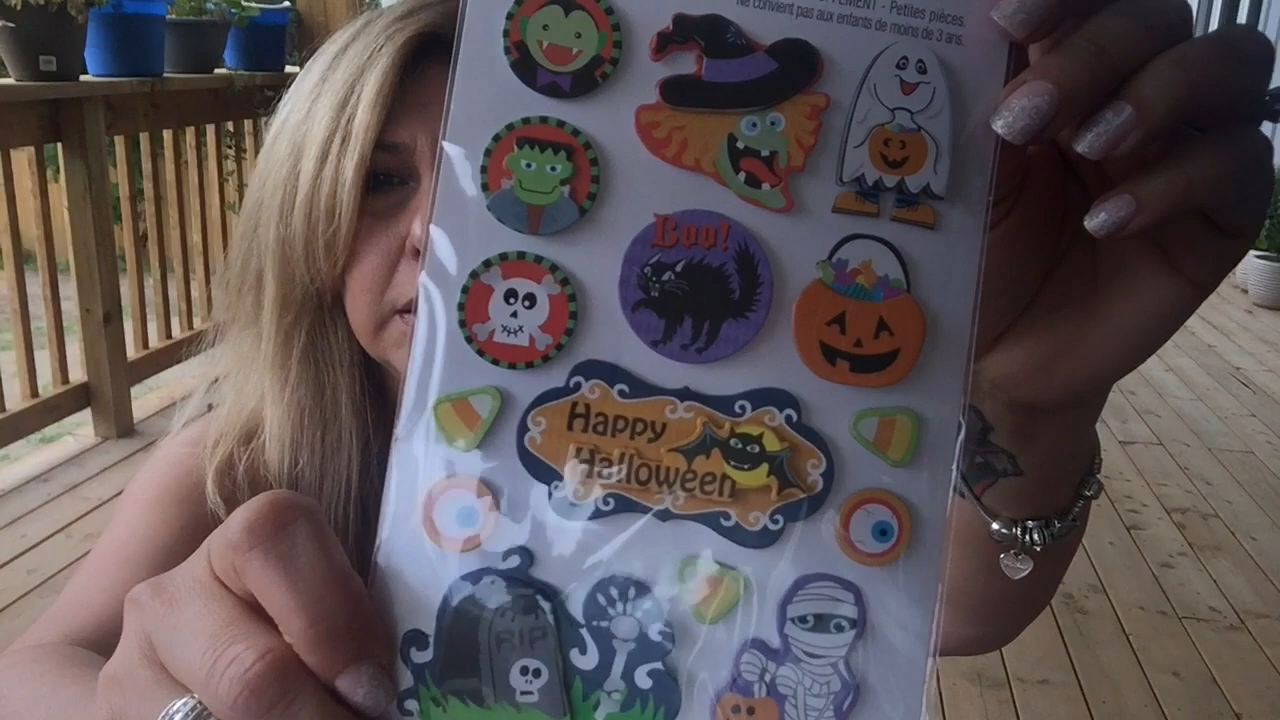 - Petites pièces.
Ne convient pas aux enfants de moins de 3 ans.
Boo!
Happy
Halloween
RIP